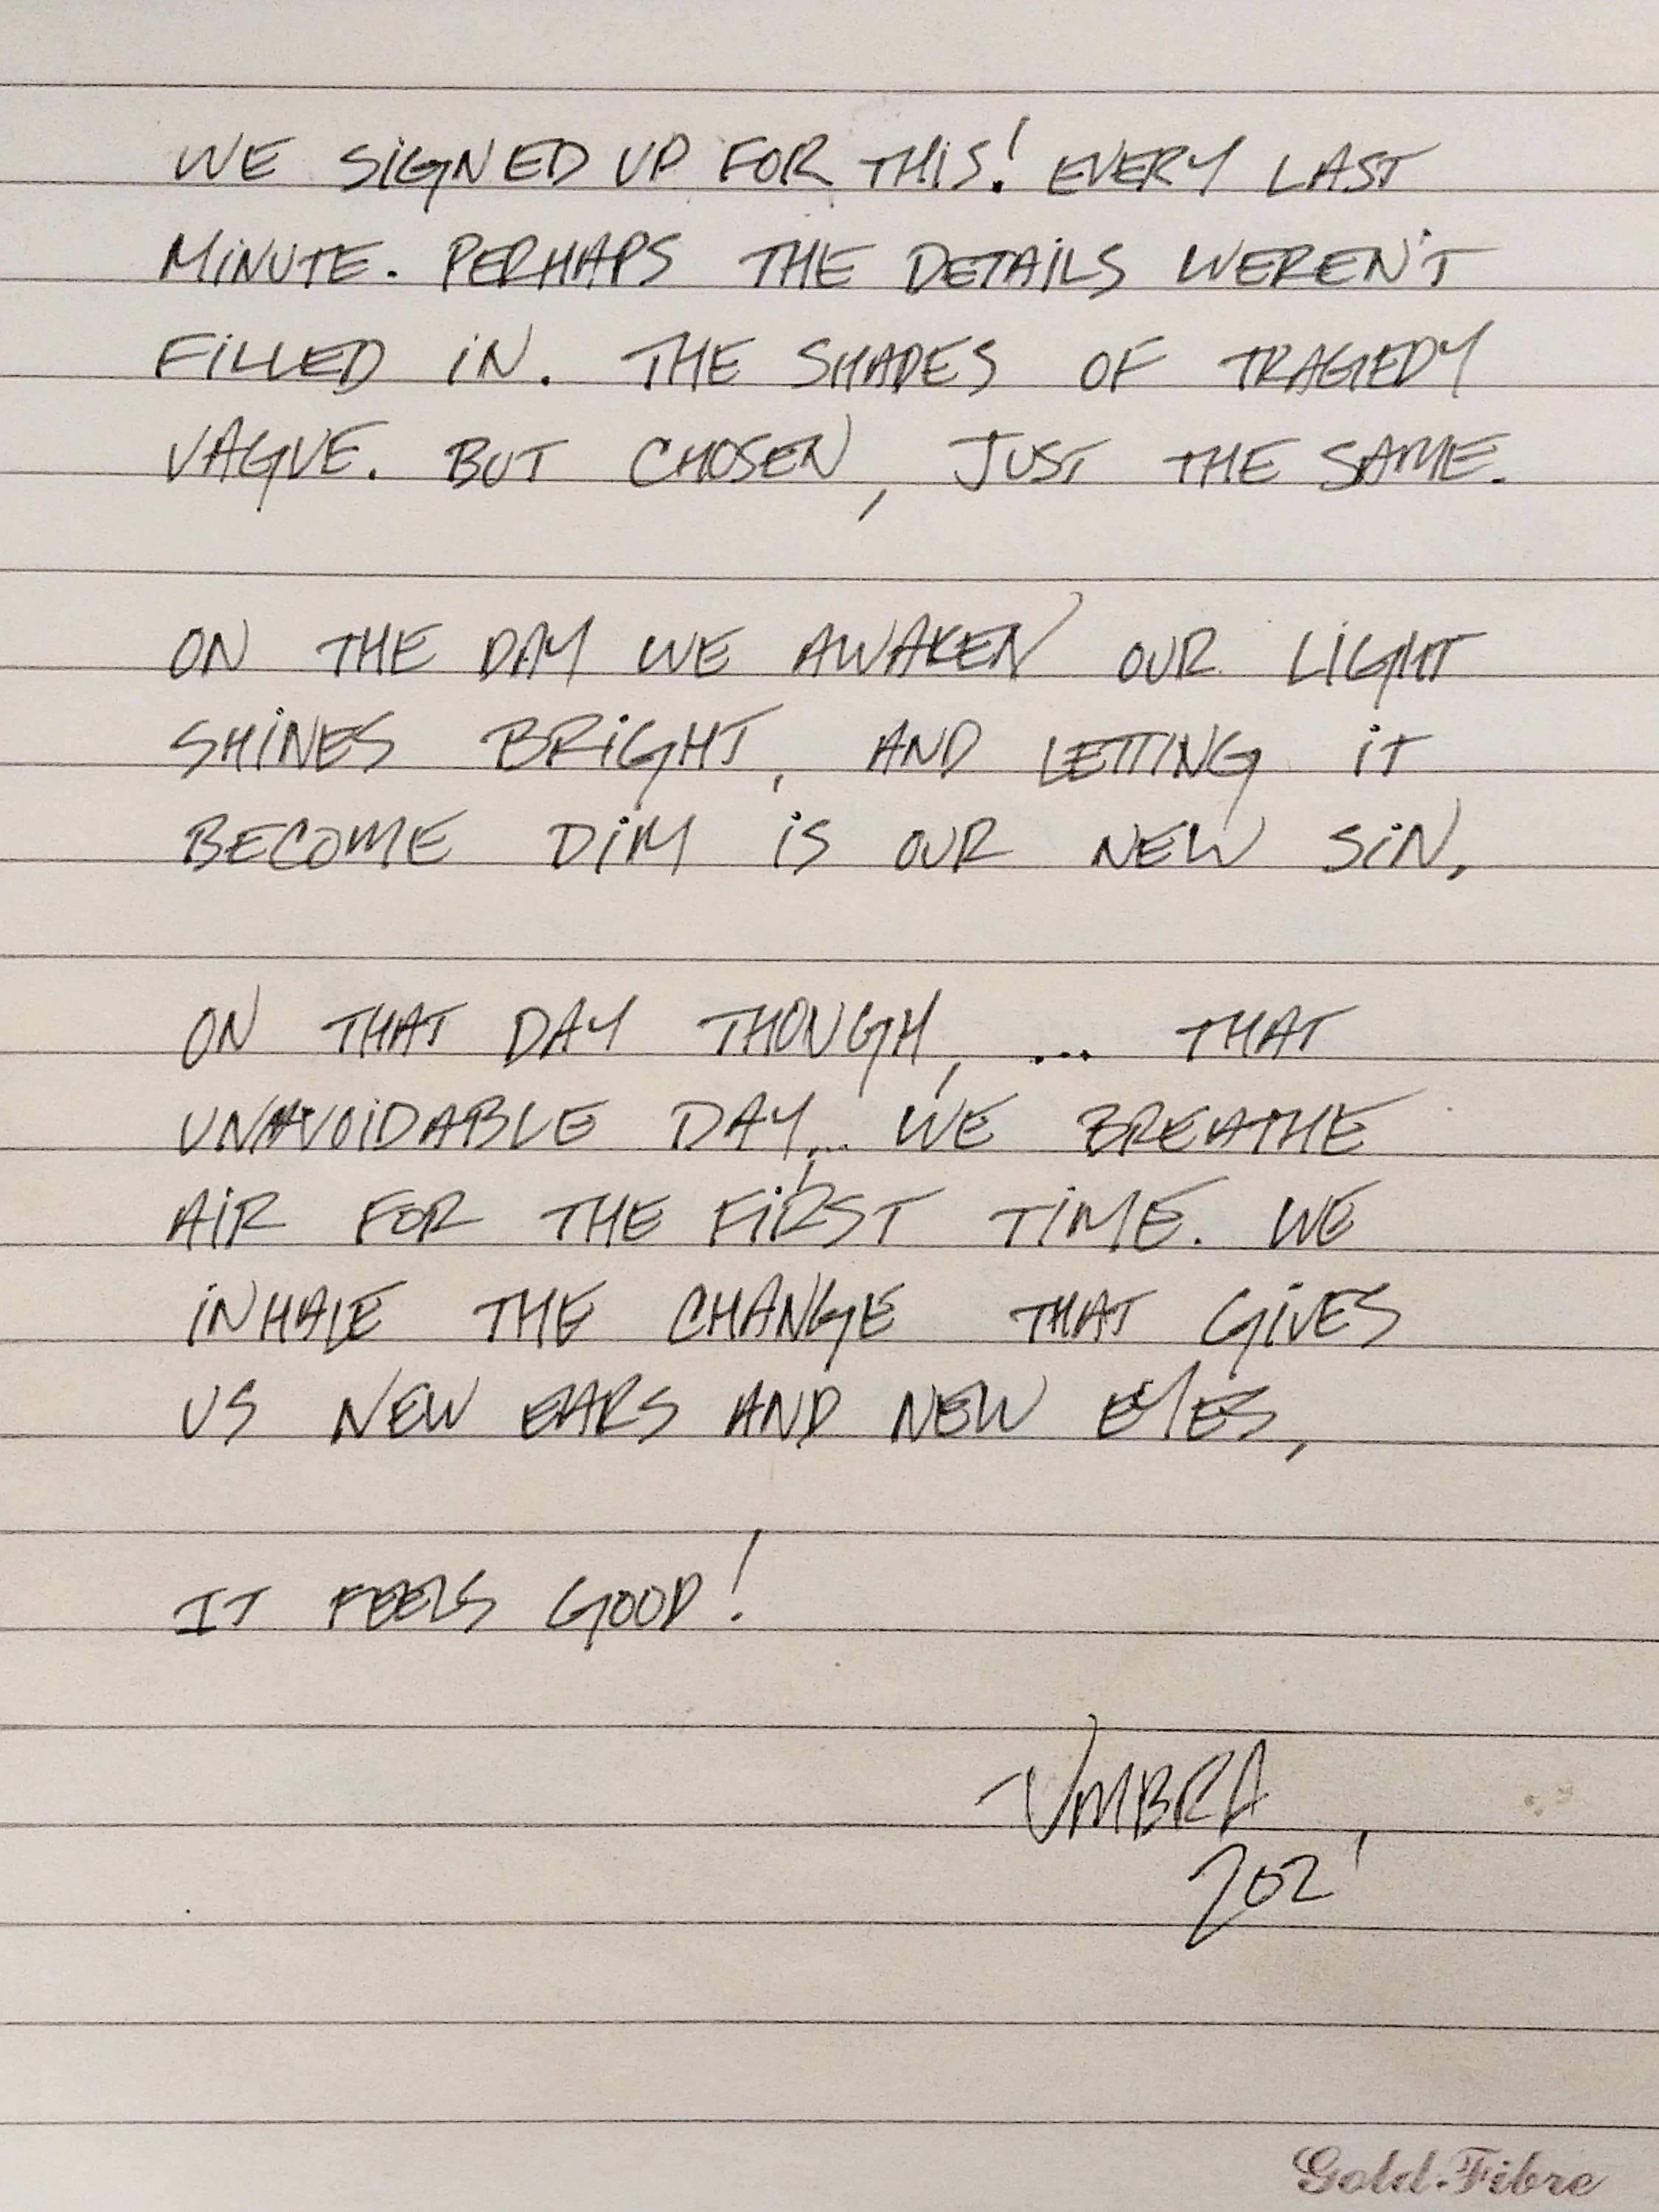 WE SiGNED UP FOR THiS! EVERY LAST
MiNUTE. PERHAPS THE DETAiLS WEREN'T
FiLLED iN. THE SHADES OF TRAGEDY
VAGUE. BUT CHOSEN, JUST THE SAME.
ON THE DAY WE AWAKEN OUR LiGHT
SHiNES BRiGHT, AND LETTING iT
BECOME DiM iS OUR NEW SiN,
ON THAT DAY THOUGH, ... THAT
UNAVOiDABLE DAY,... WE BREATHE
AiR FOR THE FiRST TiME. WE
iNHALE THE CHANGE THAT GiVES
US NEW EARS AND NEW EYES,
IT FEELS GOOD!
-UMBRA
202'
Gold-Fibre